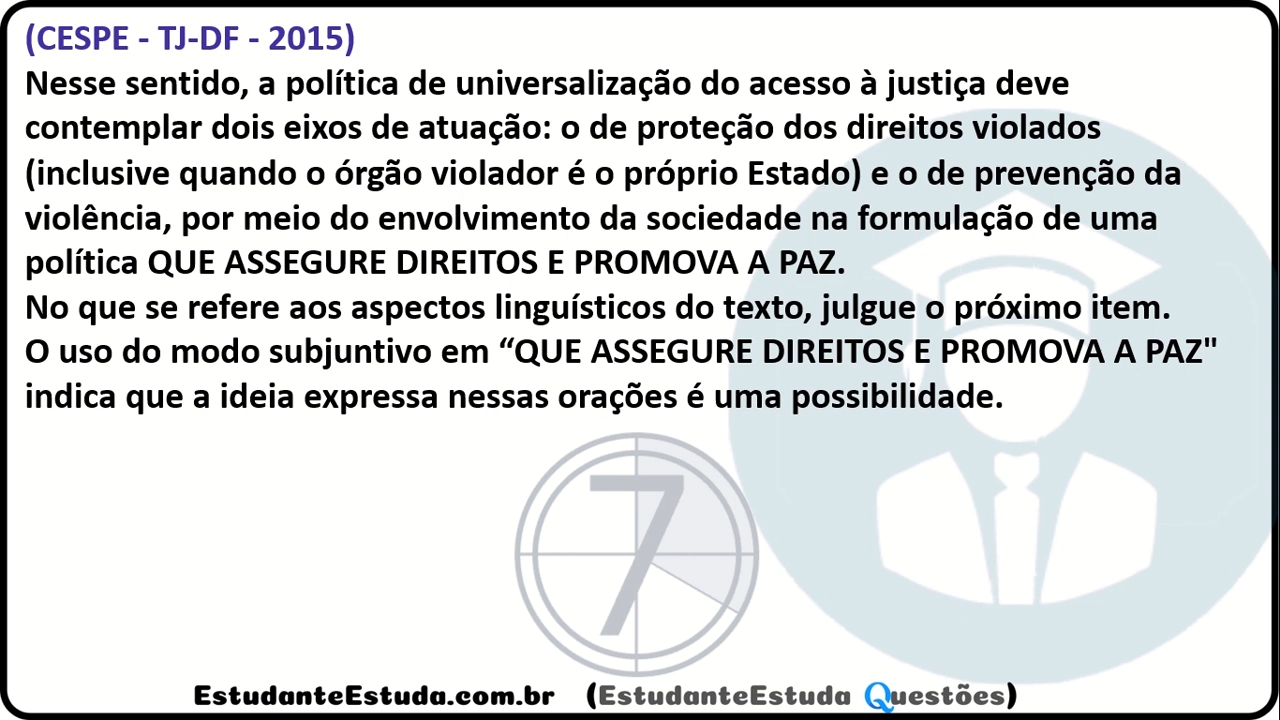 (CESPE - TJ-DF - 2015)
Nesse sentido, a política de universalização do acesso à justiça deve
contemplar dois eixos de atuação: o de proteção dos direitos violados
(inclusive quando o órgão violador é o próprio Estado) e o de prevenção da
violência, por meio do envolvimento da sociedade na formulação de uma
política QUE ASSEGURE DIREITOS E PROMOVA A PAZ.
No que se refere aos aspectos linguísticos do texto, julgue o próximo item.
O uso do modo subjuntivo em “QUE ASSEGURE DIREITOS E PROMOVA A PAZ"
indica que a ideia expressa nessas orações é uma possibilidade.
7
EstudanteEstuda.com.br (EstudanteEstuda Questões)